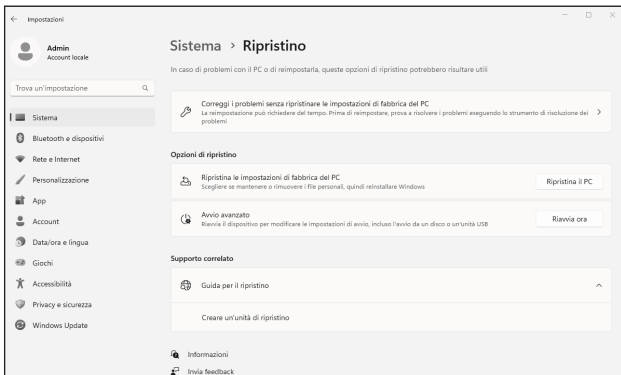 Impostazioni
Admin
Account locale
Trova un'impostazione
Sistema
Bluetooth e dispositivi
Rete e Internet
Personalizzazione
App
Account
Data/ora e lingua
Giochi
Accessibilità
Privacy e sicurezza
Windows Update
Sistema > Ripristino
In caso di problemi con il PC o di reimpostarla, queste opzioni di ripristino potrebbero risultare utili
Correggi i problemi senza ripristinare le impostazioni di fabbrica del PC
La reimpostazione può richiedere del tempo. Prima di reimpostare, prova a risolvere i problemi eseguendo lo strumento di risoluzione dei
problemi
Opzioni di ripristino
Ripristina le impostazioni di fabbrica del PC
Scegliere se mantenere o rimuovere i file personali, quindi reinstallare Windows
Ripristina il PC
Avvio avanzato
Riavvia il dispositivo per modificare le impostazioni di avvio, incluso l'avvio da un disco o un'unità USB
Riavvia ora
Supporto correlato
Guida per il ripristino
Creare un'unità di ripristino
Informazioni
Invia feedback